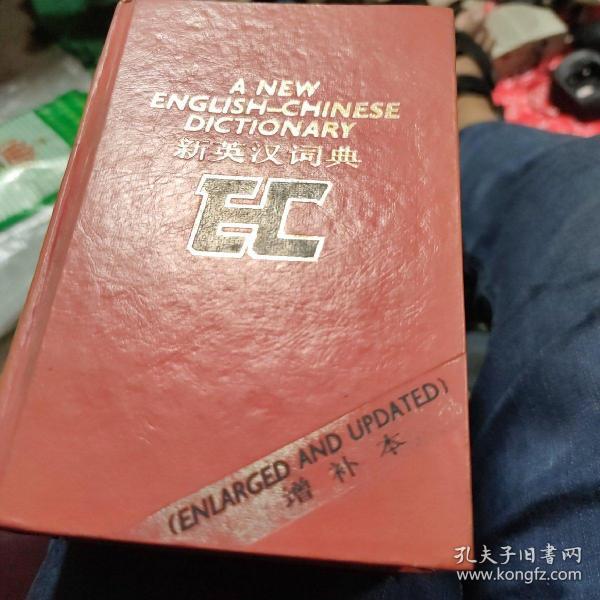 A NEW
ENGLISH–CHINESE
DICTIONARY
新英汉词典
EC
(ENLARGED AND UPDATED)
增补本
孔夫子旧书网
www.kongfz.com